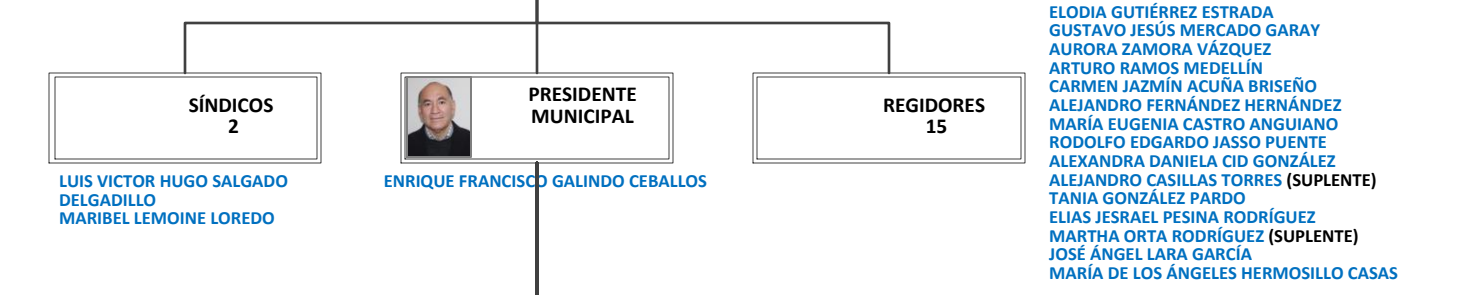 SÍNDICOS
2
LUIS VICTOR HUGO SALGADO
DELGADILLO
MARIBEL LEMOINE LOREDO
PRESIDENTE
MUNICIPAL
ENRIQUE FRANCISCO GALINDO CEBALLOS
REGIDORES
15
ELODIA GUTIÉRREZ ESTRADA
GUSTAVO JESÚS MERCADO GARAY
AURORA ZAMORA VÁZQUEZ
ARTURO RAMOS MEDELLÍN
CARMEN JAZMÍN ACUÑA BRISEÑO
ALEJANDRO FERNÁNDEZ HERNÁNDEZ
MARÍA EUGENIA CASTRO ANGUIANO
RODOLFO EDGARDO JASSO PUENTE
ALEXANDRA DANIELA CID GONZÁLEZ
ALEJANDRO CASILLAS TORRES (SUPLENTE)
TANIA GONZÁLEZ PARDO
ELIAS JESRAEL PESINA RODRÍGUEZ
MARTHA ORTA RODRÍGUEZ (SUPLENTE)
JOSÉ ÁNGEL LARA GARCÍA
MARÍA DE LOS ÁNGELES HERMOSILLO CASAS